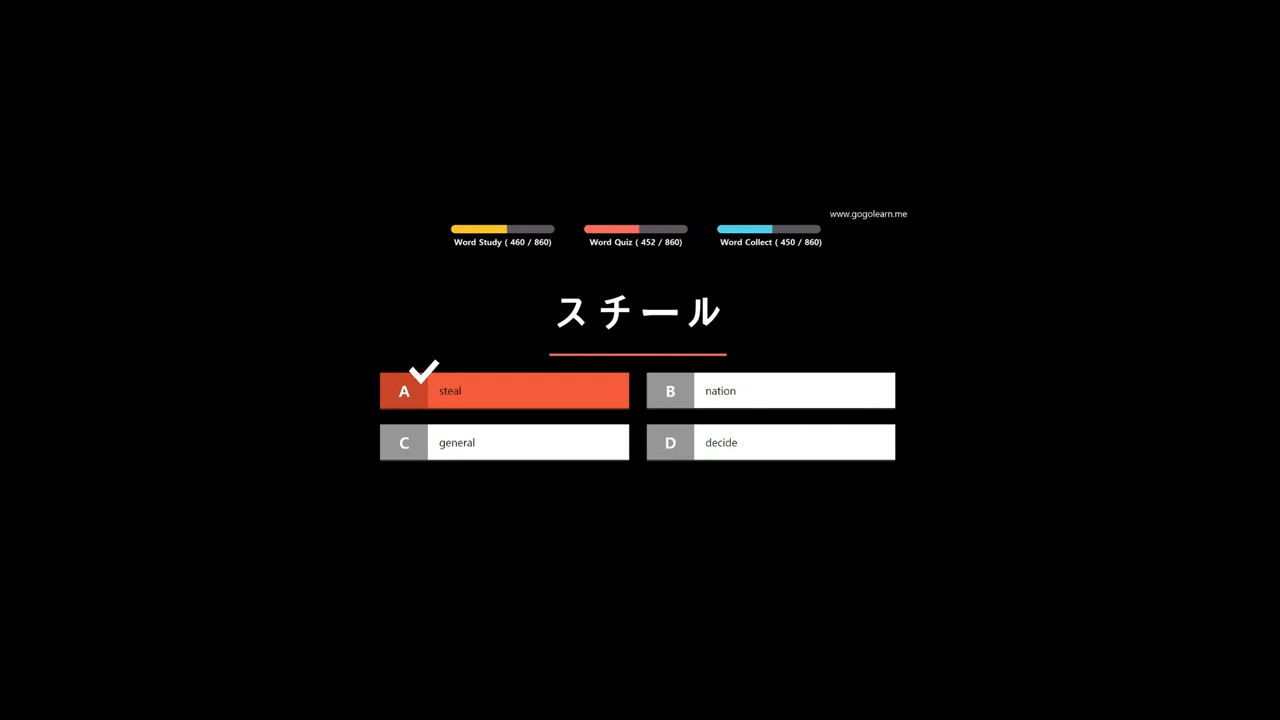 www.gogolearn.me
Word Study ( 460 / 860)
Word Quiz ( 452 / 860)
Word Collect ( 450 / 860)
スチール
A steal
B nation
C general
D decide